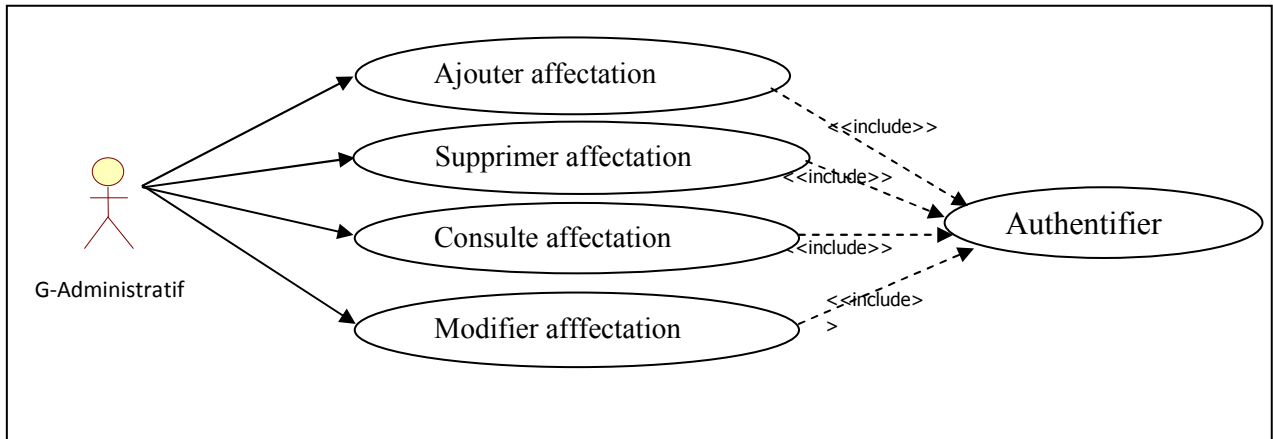 Ajouter affectation
<<include>>
Supprimer affectation
<<include>>
Authentifier
Consulte affectation
<<include>>
G-Administratif
Modifier afffectation
<<include>
>